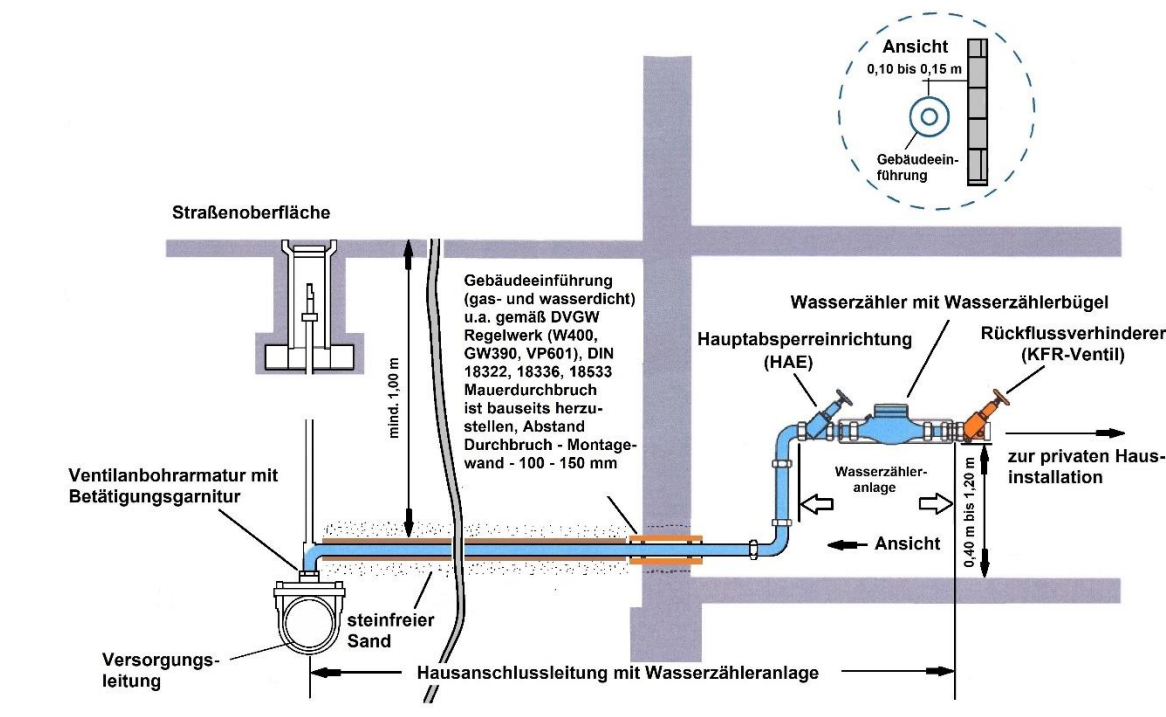 Ansicht
0,10 bis 0,15 m
Gebäudeein-
führung
Straßenoberfläche
mind. 1,00 m
Gebäudeeinführung
(gas- und wasserdicht)
u.a. gemäß DVGW
Regelwerk (W400,
GW390, VP601), DIN
18322, 18336, 18533
Mauerdurchbruch
ist bauseits herzu-
stellen, Abstand
Durchbruch - Montage-
wand - 100 - 150 mm
Wasserzähler mit Wasserzählerbügel
Hauptabsperreinrichtung
(HAE)
Rückflussverhinderer
(KFR-Ventil)
zur privaten Haus-
installation
Wasserzähler-
anlage
0,40 m bis 1,20 m
Ansicht
Ventilanbohrarmatur mit
Betätigungsgarnitur
steinfreier
Sand
Versorgungs-
leitung
Hausanschlussleitung mit Wasserzähleranlage